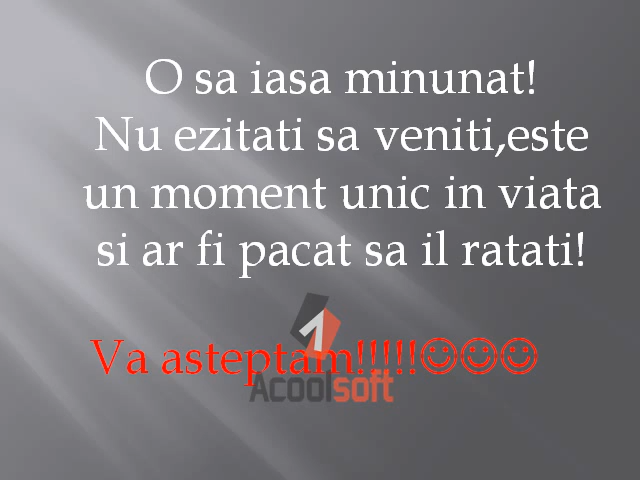 O sa iasa minunat!
Nu ezitati sa veniti,este
un moment unic in viata
si ar fi pacat sa il ratati!
Va asteptam!!!!!☺☺☺
Acoolsoft